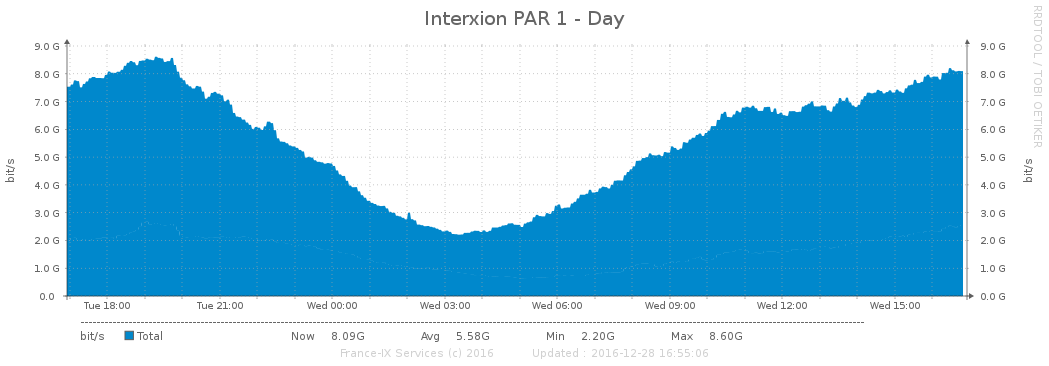 Interxion PAR 1 - Day
RRDTOOL / TOBI OETIKER
9.0 G 9.0 G
8.0 G 8.0 G
7.0 G 7.0 G
6.0 G 6.0 G
5.0 G 5.0 G
4.0 G 4.0 G
3.0 G 3.0 G
2.0 G 2.0 G
1.0 G 1.0 G
0.0 0.0 G
bit/s bit/s
Tue 18:00 Tue 21:00 Wed 00:00 Wed 03:00 Wed 06:00 Wed 09:00 Wed 12:00 Wed 15:00
bit/s Total Now 8.09G Avg 5.58G Min 2.20G Max 8.60G
France-IX Services (c) 2016 Updated : 2016-12-28 16:55:06